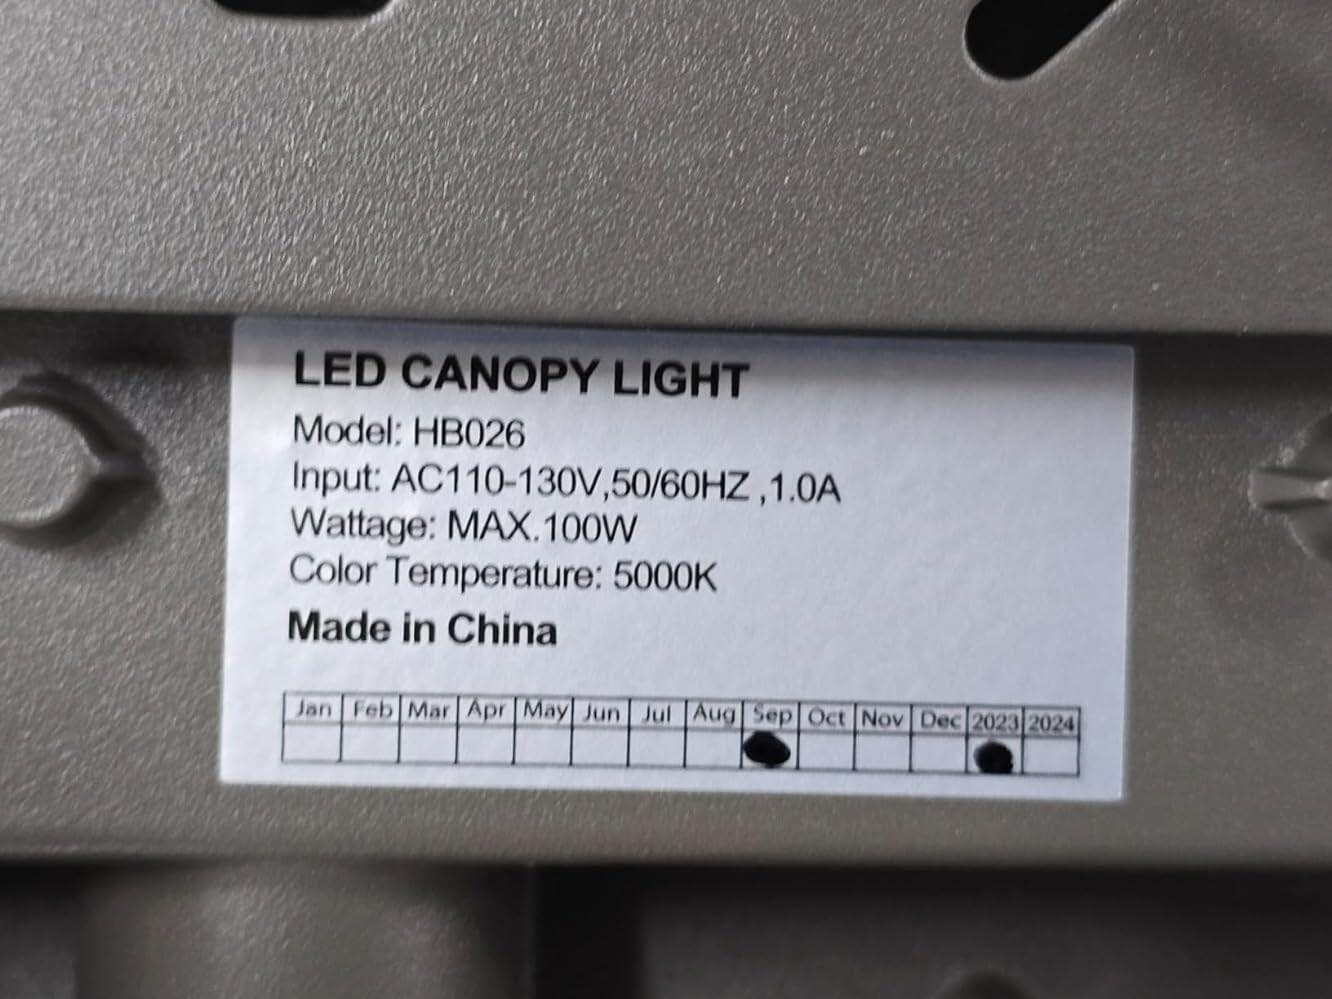 LED CANOPY LIGHT
Model: HB026
Input: AC110-130V,50/60HZ ,1.0A
Wattage: MAX.100W
Color Temperature: 5000K
Made in China
Jan Feb Mar Apr May Jun Jul Aug Sep Oct Nov Dec 2023 2024